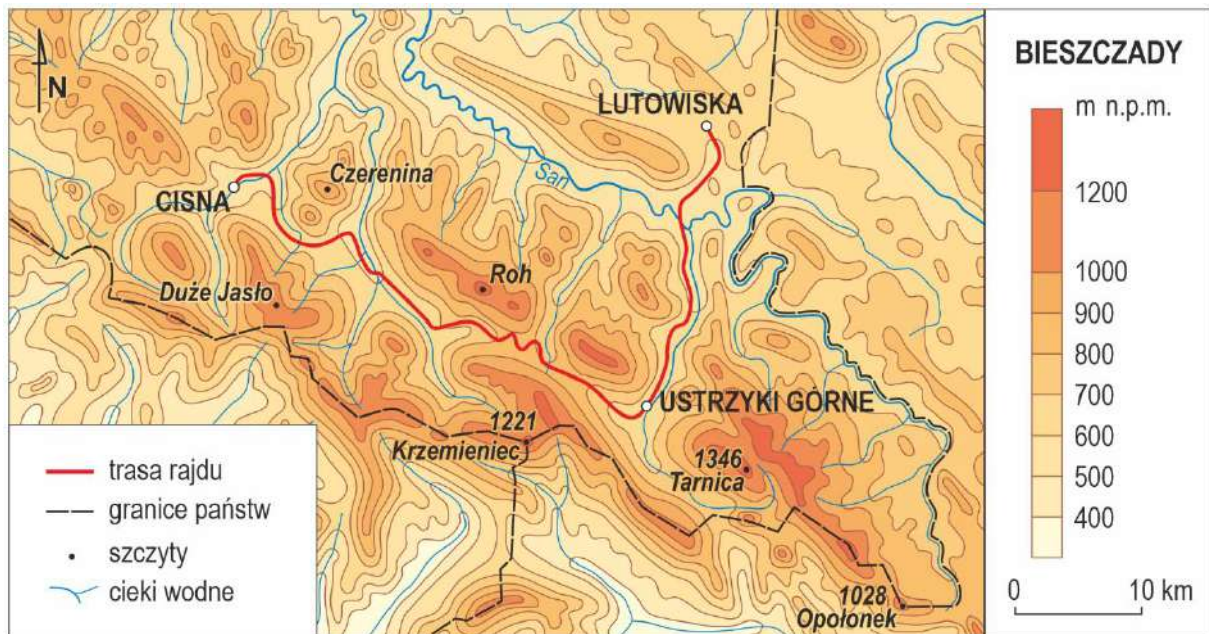 N
LUTOWISKA
San
CISNA
Czerenina
Roh
Duże Jasło
USTRZYKI GÓRNE
1221
Krzemieniec
1346
Tarnica
1028
Opołonek
trasa rajdu
granice państw
szczyty
cieki wodne
BIESZCZADY
m n.p.m.
1200
1000
900
800
700
600
500
400
0 10 km